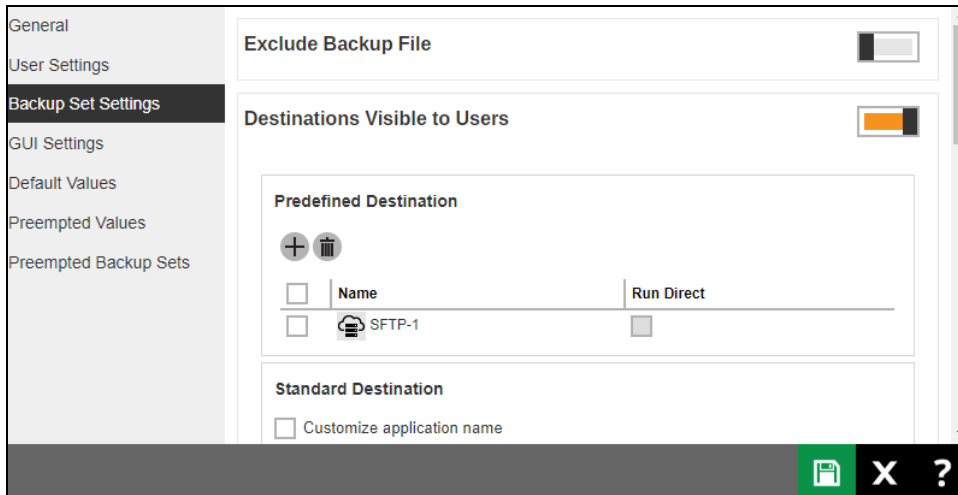 General
User Settings
Backup Set Settings
GUI Settings
Default Values
Preempted Values
Preempted Backup Sets
Exclude Backup File
Destinations Visible to Users
Predefined Destination
Name Run Direct
SFTP-1
Standard Destination
Customize application name
X ?